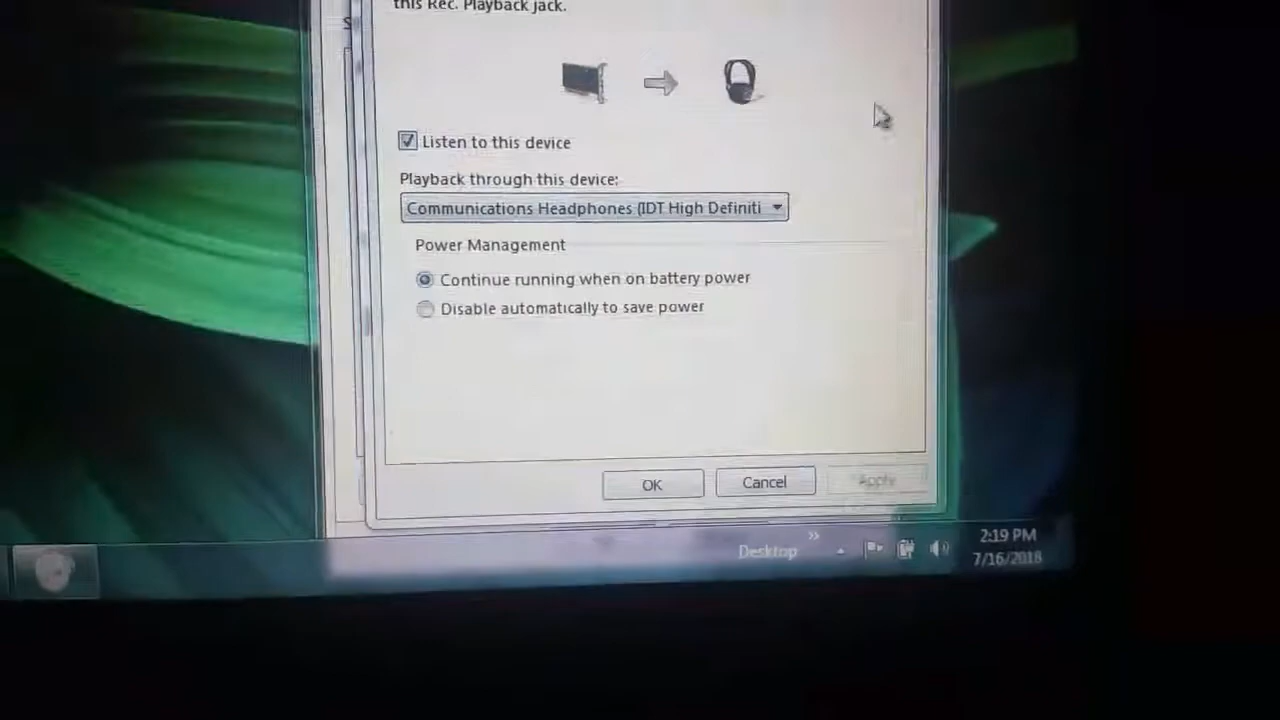 this Rec. Playback jack.
Listen to this device
Playback through this device:
Communications Headphones (IDT High Definiti
Power Management
Continue running when on battery power
Disable automatically to save power
OK
Cancel
Apply
Desktop
2:19 PM
7/16/2018